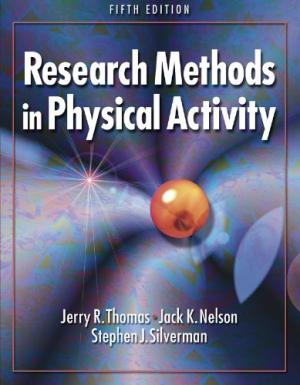 FIFTH EDITION
Research Methods
in Physical Activity
Jerry R. Thomas • Jack K. Nelson
Stephen J. Silverman